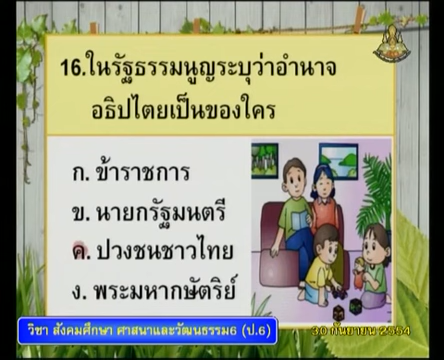 16.ในรัฐธรรมนูญระบุว่าอำนาจ
อธิปไตยเป็นของใคร
ก. ข้าราชการ
ข. นายกรัฐมนตรี
ค. ปวงชนชาวไทย
ง. พระมหากษัตริย์
วิชา สังคมศึกษา ศาสนาและวัฒนธรรม6 (ป.6)
30 กันยายน 2554